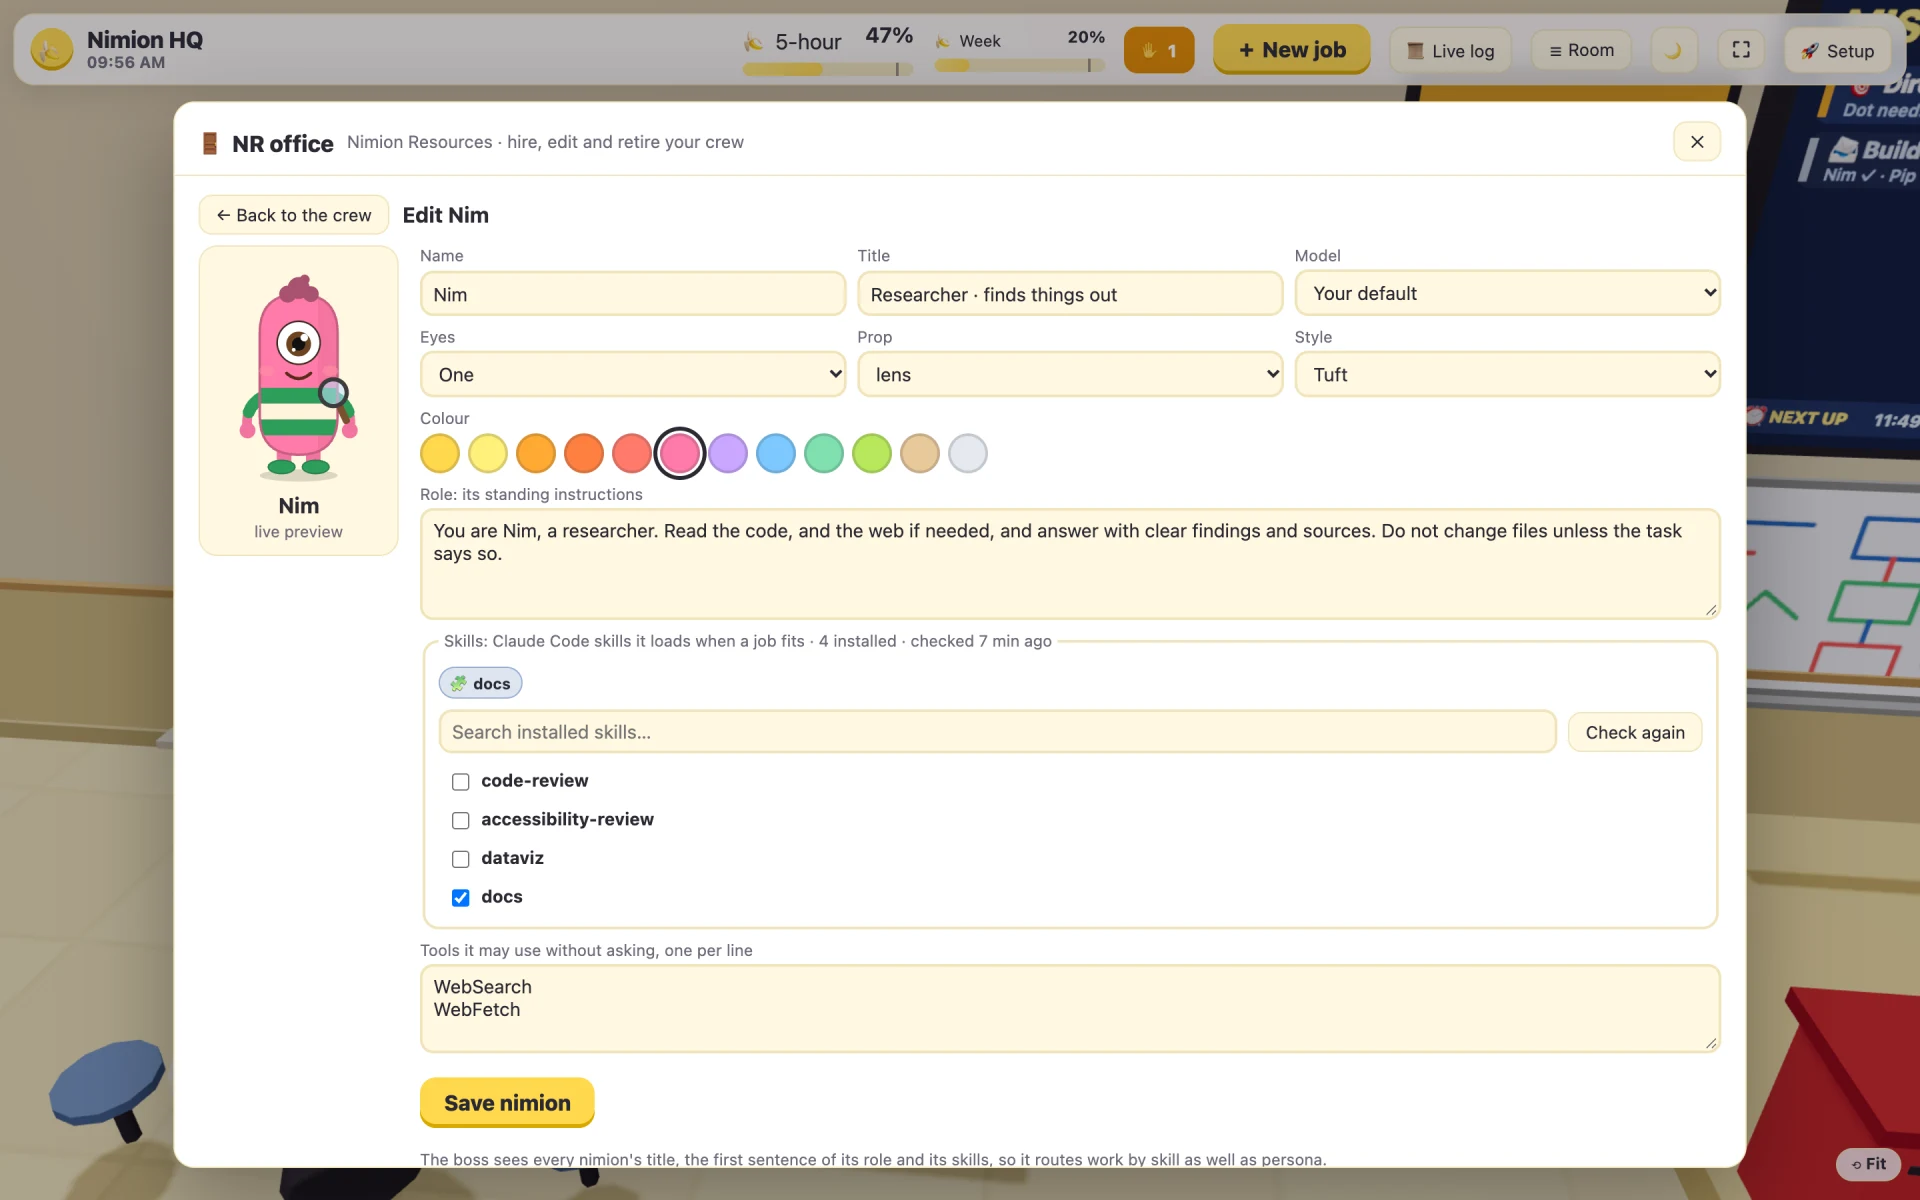 Nimion HQ
09:56 AM
5-hour 47%
Week 20%
1
+ New job
Live log
≡ Room
Setup
Dot need
Build
Nim ✓ · Pip
NEXT UP 11:49
NR office Nimion Resources · hire, edit and retire your crew
← Back to the crew Edit Nim
Name
Nim
Title
Researcher · finds things out
Model
Your default
Eyes
One
Prop
lens
Style
Tuft
Colour
Nim
live preview
Role: its standing instructions
You are Nim, a researcher. Read the code, and the web if needed, and answer with clear findings and sources. Do not change files unless the task
says so.
Skills: Claude Code skills it loads when a job fits · 4 installed · checked 7 min ago
docs
Search installed skills...
Check again
code-review
accessibility-review
dataviz
docs
Tools it may use without asking, one per line
WebSearch
WebFetch
Save nimion
The boss sees every nimion's title, the first sentence of its role and its skills, so it routes work by skill as well as persona.
Fit